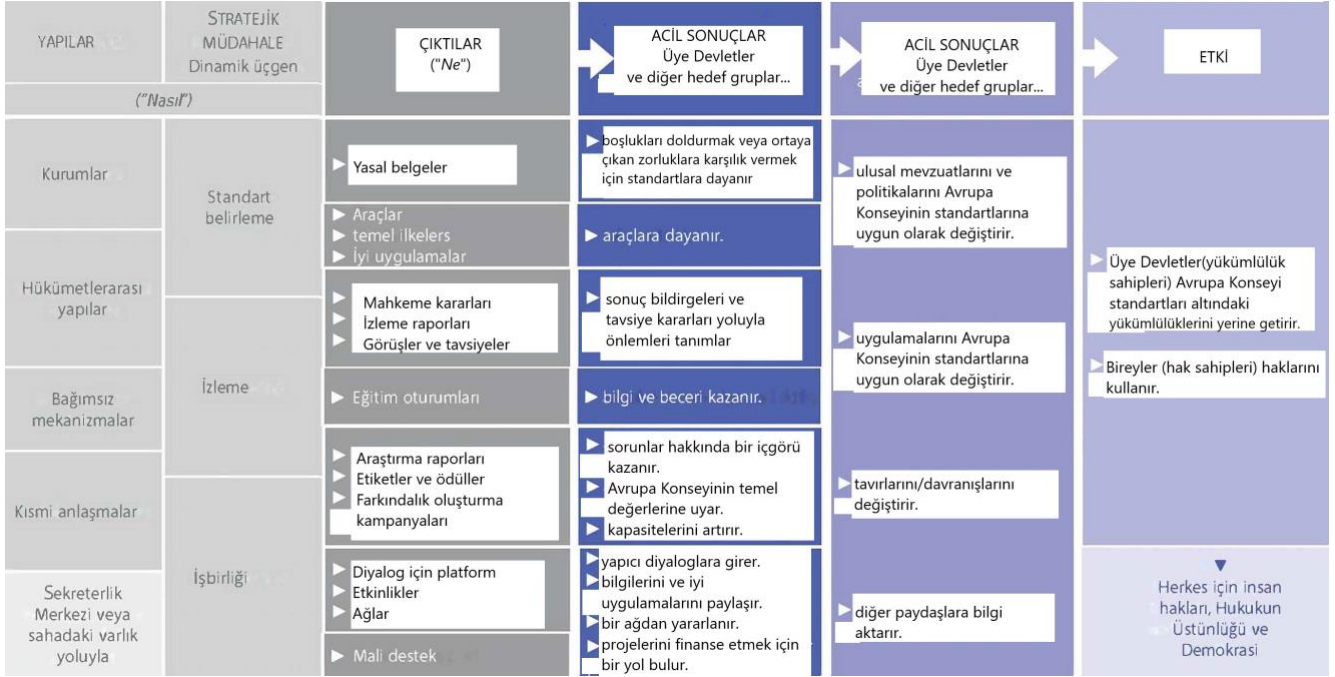 YAPILAR
STRATEJİK
MÜDAHALE
Dinamik üçgen
("Nasıl")
ÇIKTILAR
("Ne")
ACİL SONUÇLAR
Üye Devletler
ve diğer hedef gruplar...
ACİL SONUÇLAR
Üye Devletler
ve diğer hedef gruplar...
ETKİ
Kurumlar
Hükümetlerarası
yapılar
Bağımsız
mekanizmalar
Kısmi anlaşmalar
Sekreterlik
Merkezi veya
sahadaki varlık
yoluyla
Standart
belirleme
İzleme
İşbirliği
► Yasal belgeler
► Araçlar
► temel ilkelers
► İyi uygulamalar
► Mahkeme kararları
► İzleme raporları
► Görüşler ve tavsiyeler
► Eğitim oturumları
► Araştırma raporları
► Etiketler ve ödüller
► Farkındalık oluşturma
kampanyaları
► Diyalog için platform
► Etkinlikler
► Ağlar
► Mali destek
► boşlukları doldurmak veya ortaya
çıkan zorluklara karşılık vermek
için standartlara dayanır
► araçlara dayanır.
► sonuç bildirgeleri ve
tavsiye kararları yoluyla
önlemleri tanımlar
► bilgi ve beceri kazanır.
► sorunlar hakkında bir içgörü
kazanır.
► Avrupa Konseyinin temel
değerlerine uyar.
► kapasitelerini artırır.
► yapıcı diyaloglara girer.
► bilgilerini ve iyi
uygulamalarını paylaşır.
► bir ağdan yararlanır.
► projelerini finanse etmek için
bir yol bulur.
► ulusal mevzuatlarını ve
politikalarını Avrupa
Konseyinin standartlarına
uygun olarak değiştirir.
► uygulamalarını Avrupa
Konseyinin standartlarına
uygun olarak değiştirir.
► tavırlarını/davranışlarını
değiştirir.
► diğer paydaşlara bilgi
aktarır.
► Üye Devletler(yükümlülük
sahipleri) Avrupa Konseyi
standartları altındaki
yükümlülüklerini yerine getirir.
► Bireyler (hak sahipleri) haklarını
kullanır.
▼
Herkes için insan
hakları, Hukukun
Üstünlüğü ve
Demokrasi